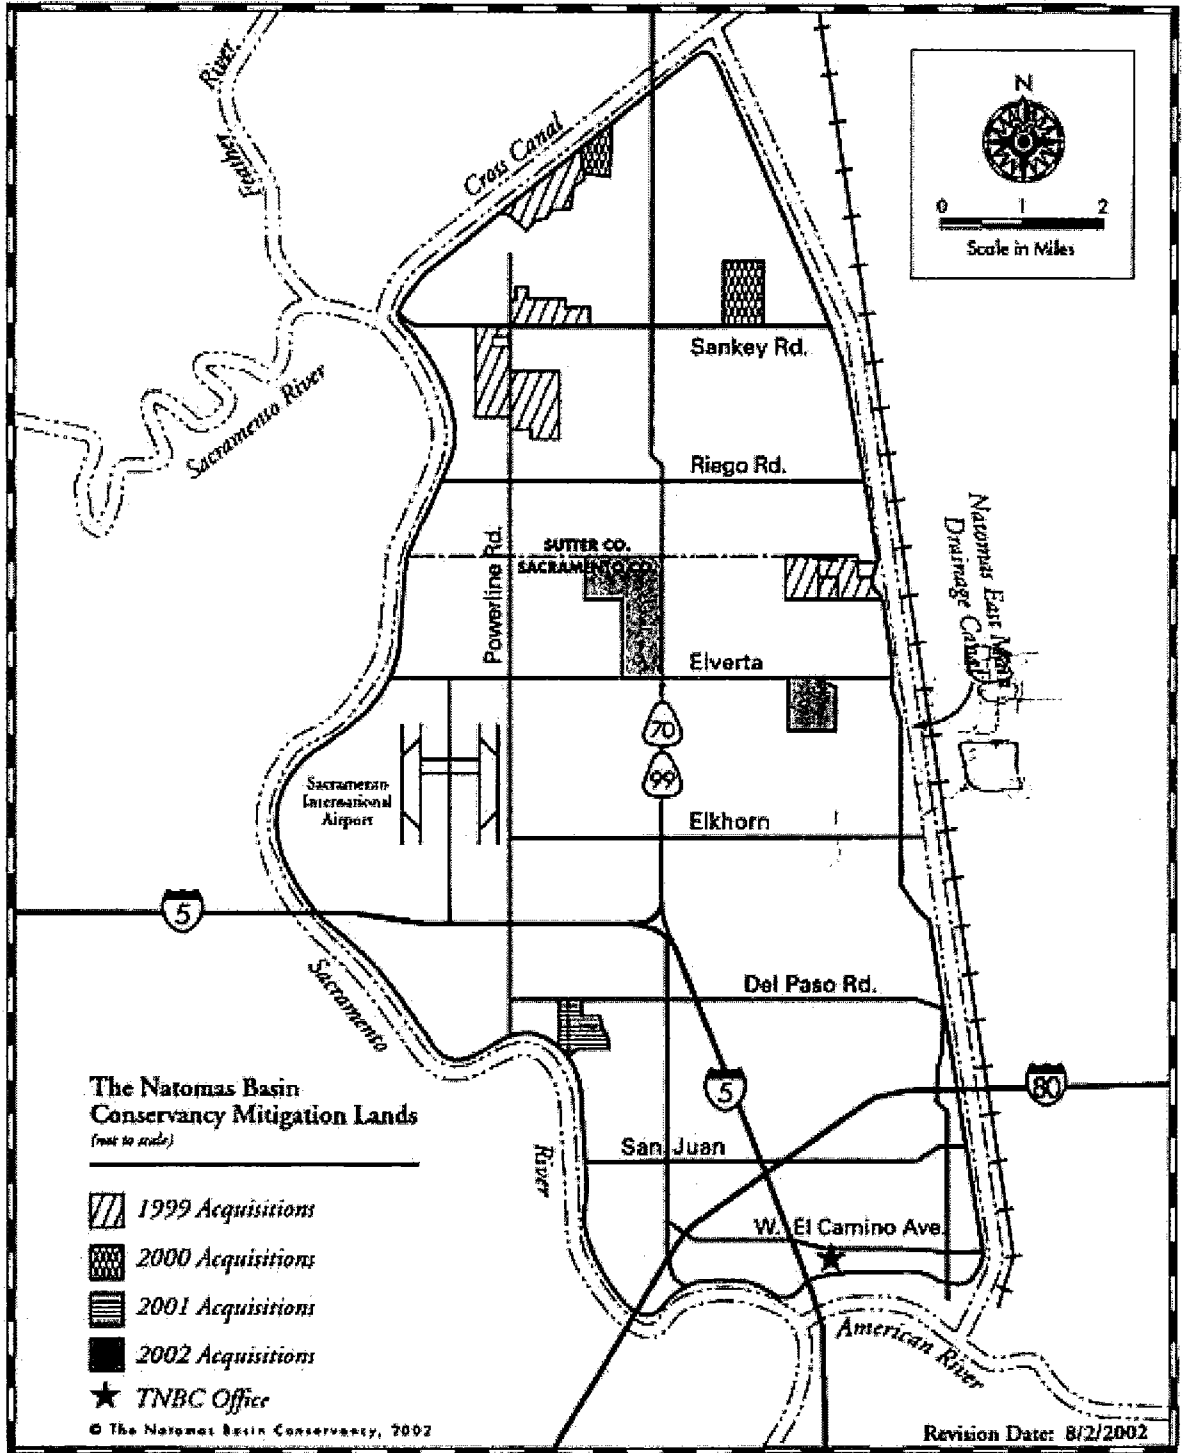 River
Feather
Cross Canal
N
0 1 2
Scale in Miles
Sankey Rd.
Sacramento River
Riego Rd.
Natomas East Main
Drainage Canal
Powerline Rd.
SUTTER CO.
SACRAMENTO CO.
Elverta
70
99
Sacramento
International
Airport
Elkhorn
5
Sacramento
Del Paso Rd.
The Natomas Basin
Conservancy Mitigation Lands
(not to scale)
5
80
River
San Juan
1999 Acquisitions
W. El Camino Ave.
2000 Acquisitions
2001 Acquisitions
American River
2002 Acquisitions
TNBC Office
© The Natomas Basin Conservancy, 2002
Revision Date: 8/2/2002